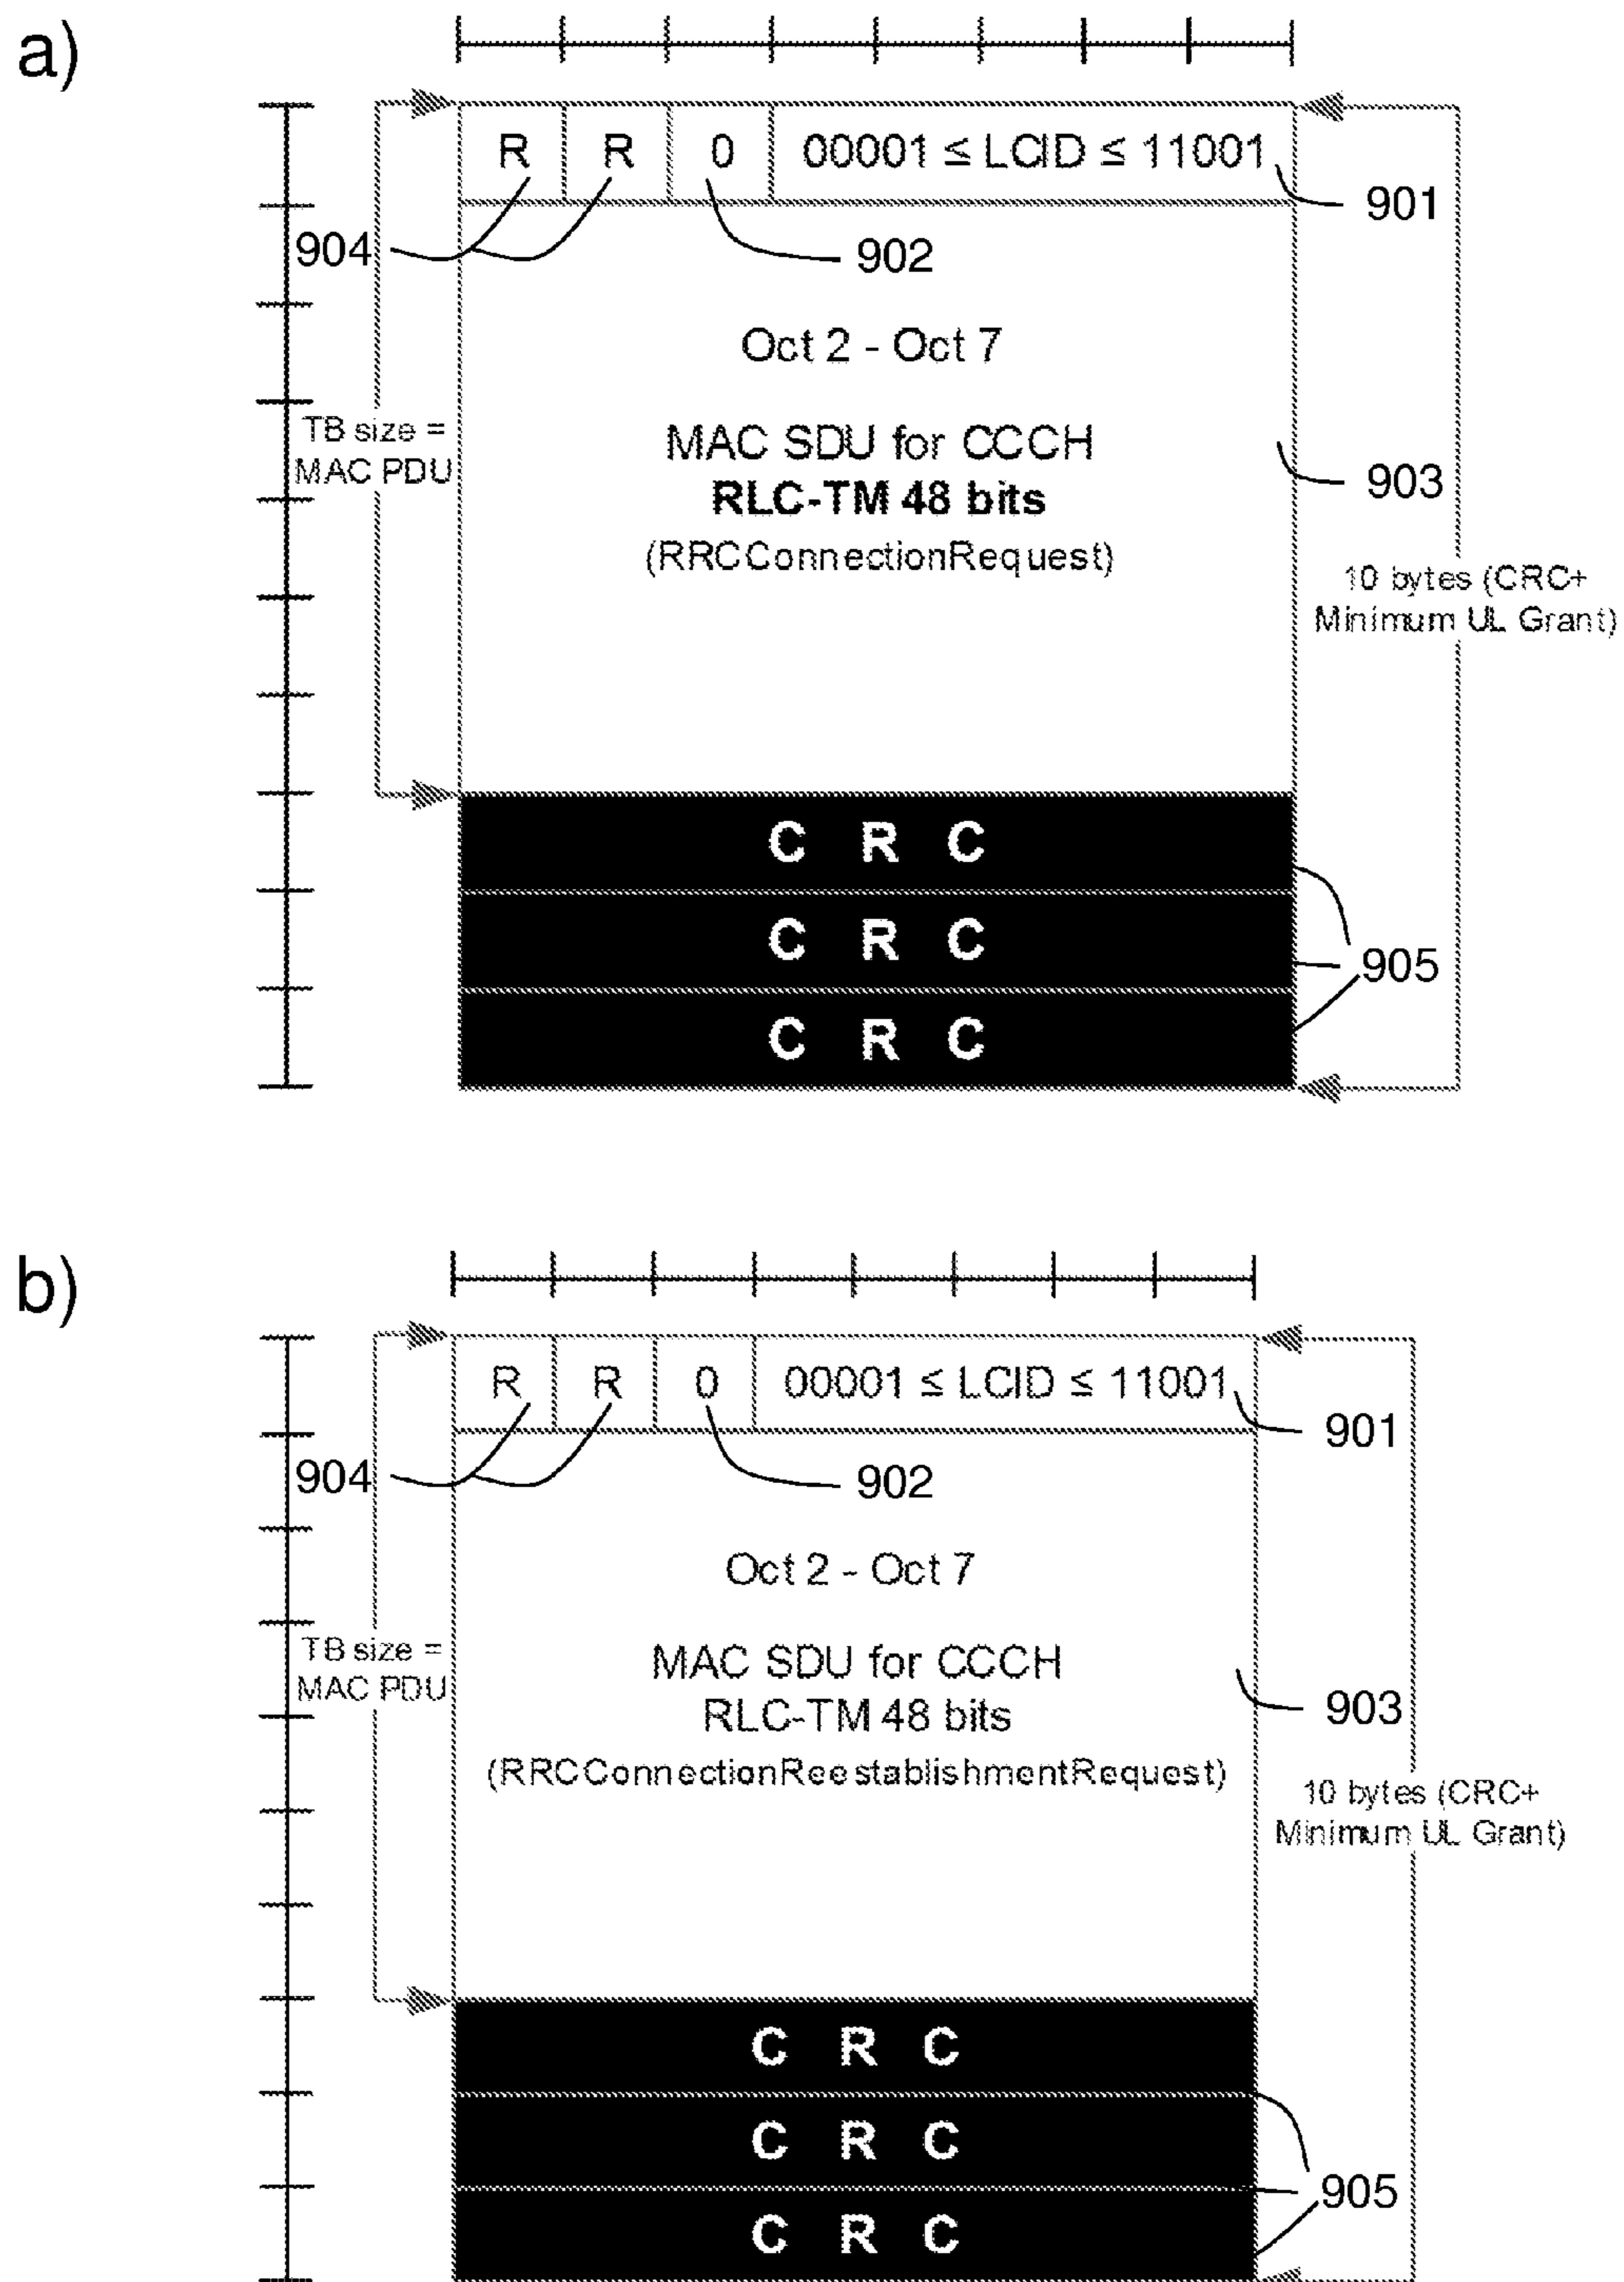 a)
R R 0 00001 ≤ LCID ≤ 11001
901
904
902
Oct 2 - Oct 7
TB size =
MAC PDU
MAC SDU for CCCH
RLC-TM 48 bits
(RRCConnectionRequest)
903
10 bytes (CRC+
Minimum UL Grant)
C R C
C R C
905
C R C
b)
R R 0 00001 ≤ LCID ≤ 11001
901
904
902
Oct 2 - Oct 7
TB size =
MAC PDU
MAC SDU for CCCH
RLC-TM 48 bits
(RRCConnectionReestablishmentRequest)
903
10 bytes (CRC+
Minimum UL Grant)
C R C
C R C
905
C R C